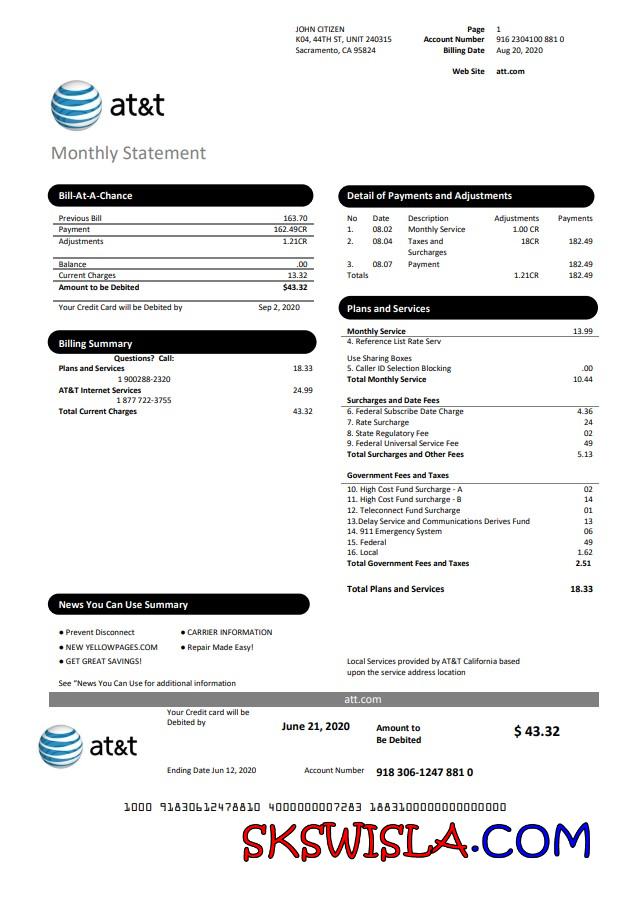 JOHN CITIZEN
K04, 44TH ST, UNIT 240315
Sacramento, CA 95824
Page 1
Account Number 916 2304100 881 0
Billing Date Aug 20, 2020
Web Site att.com
at&t
Monthly Statement
Bill-At-A-Chance
Previous Bill 163.70
Payment 162.49CR
Adjustments 1.21CR
Balance .00
Current Charges 13.32
Amount to be Debited $43.32
Your Credit Card will be Debited by Sep 2, 2020
Billing Summary
Questions? Call:
Plans and Services 18.33
1 900288-2320
AT&T Internet Services 24.99
1 877 722-3755
Total Current Charges 43.32
Detail of Payments and Adjustments
No Date Description Adjustments Payments
1. 08.02 Monthly Service 1.00 CR
2. 08.04 Taxes and 18CR 182.49
Surcharges
3. 08.07 Payment 182.49
Totals 1.21CR 182.49
Plans and Services
Monthly Service 13.99
4. Reference List Rate Serv
Use Sharing Boxes
5. Caller ID Selection Blocking .00
Total Monthly Service 10.44
Surcharges and Date Fees
6. Federal Subscribe Date Charge 4.36
7. Rate Surcharge 24
8. State Regulatory Fee 02
9. Federal Universal Service Fee 49
Total Surcharges and Other Fees 5.13
Government Fees and Taxes
10. High Cost Fund Surcharge - A 02
11. High Cost Fund surcharge - B 14
12. Teleconnect Fund Surcharge 01
13.Delay Service and Communications Derives Fund 13
14. 911 Emergency System 06
15. Federal 49
16. Local 1.62
Total Government Fees and Taxes 2.51
Total Plans and Services 18.33
News You Can Use Summary
● Prevent Disconnect ● CARRIER INFORMATION
● NEW YELLOWPAGES.COM ● Repair Made Easy!
● GET GREAT SAVINGS!
See "News You Can Use for additional information
Local Services provided by AT&T California based
upon the service address location
att.com
at&t
Your Credit card will be
Debited by
June 21, 2020
Amount to
Be Debited
$ 43.32
Ending Date Jun 12, 2020
Account Number 918 306-1247 881 0
1000 91830612478810 4000000007283 18831000000000000000
SKSWISLA.COM